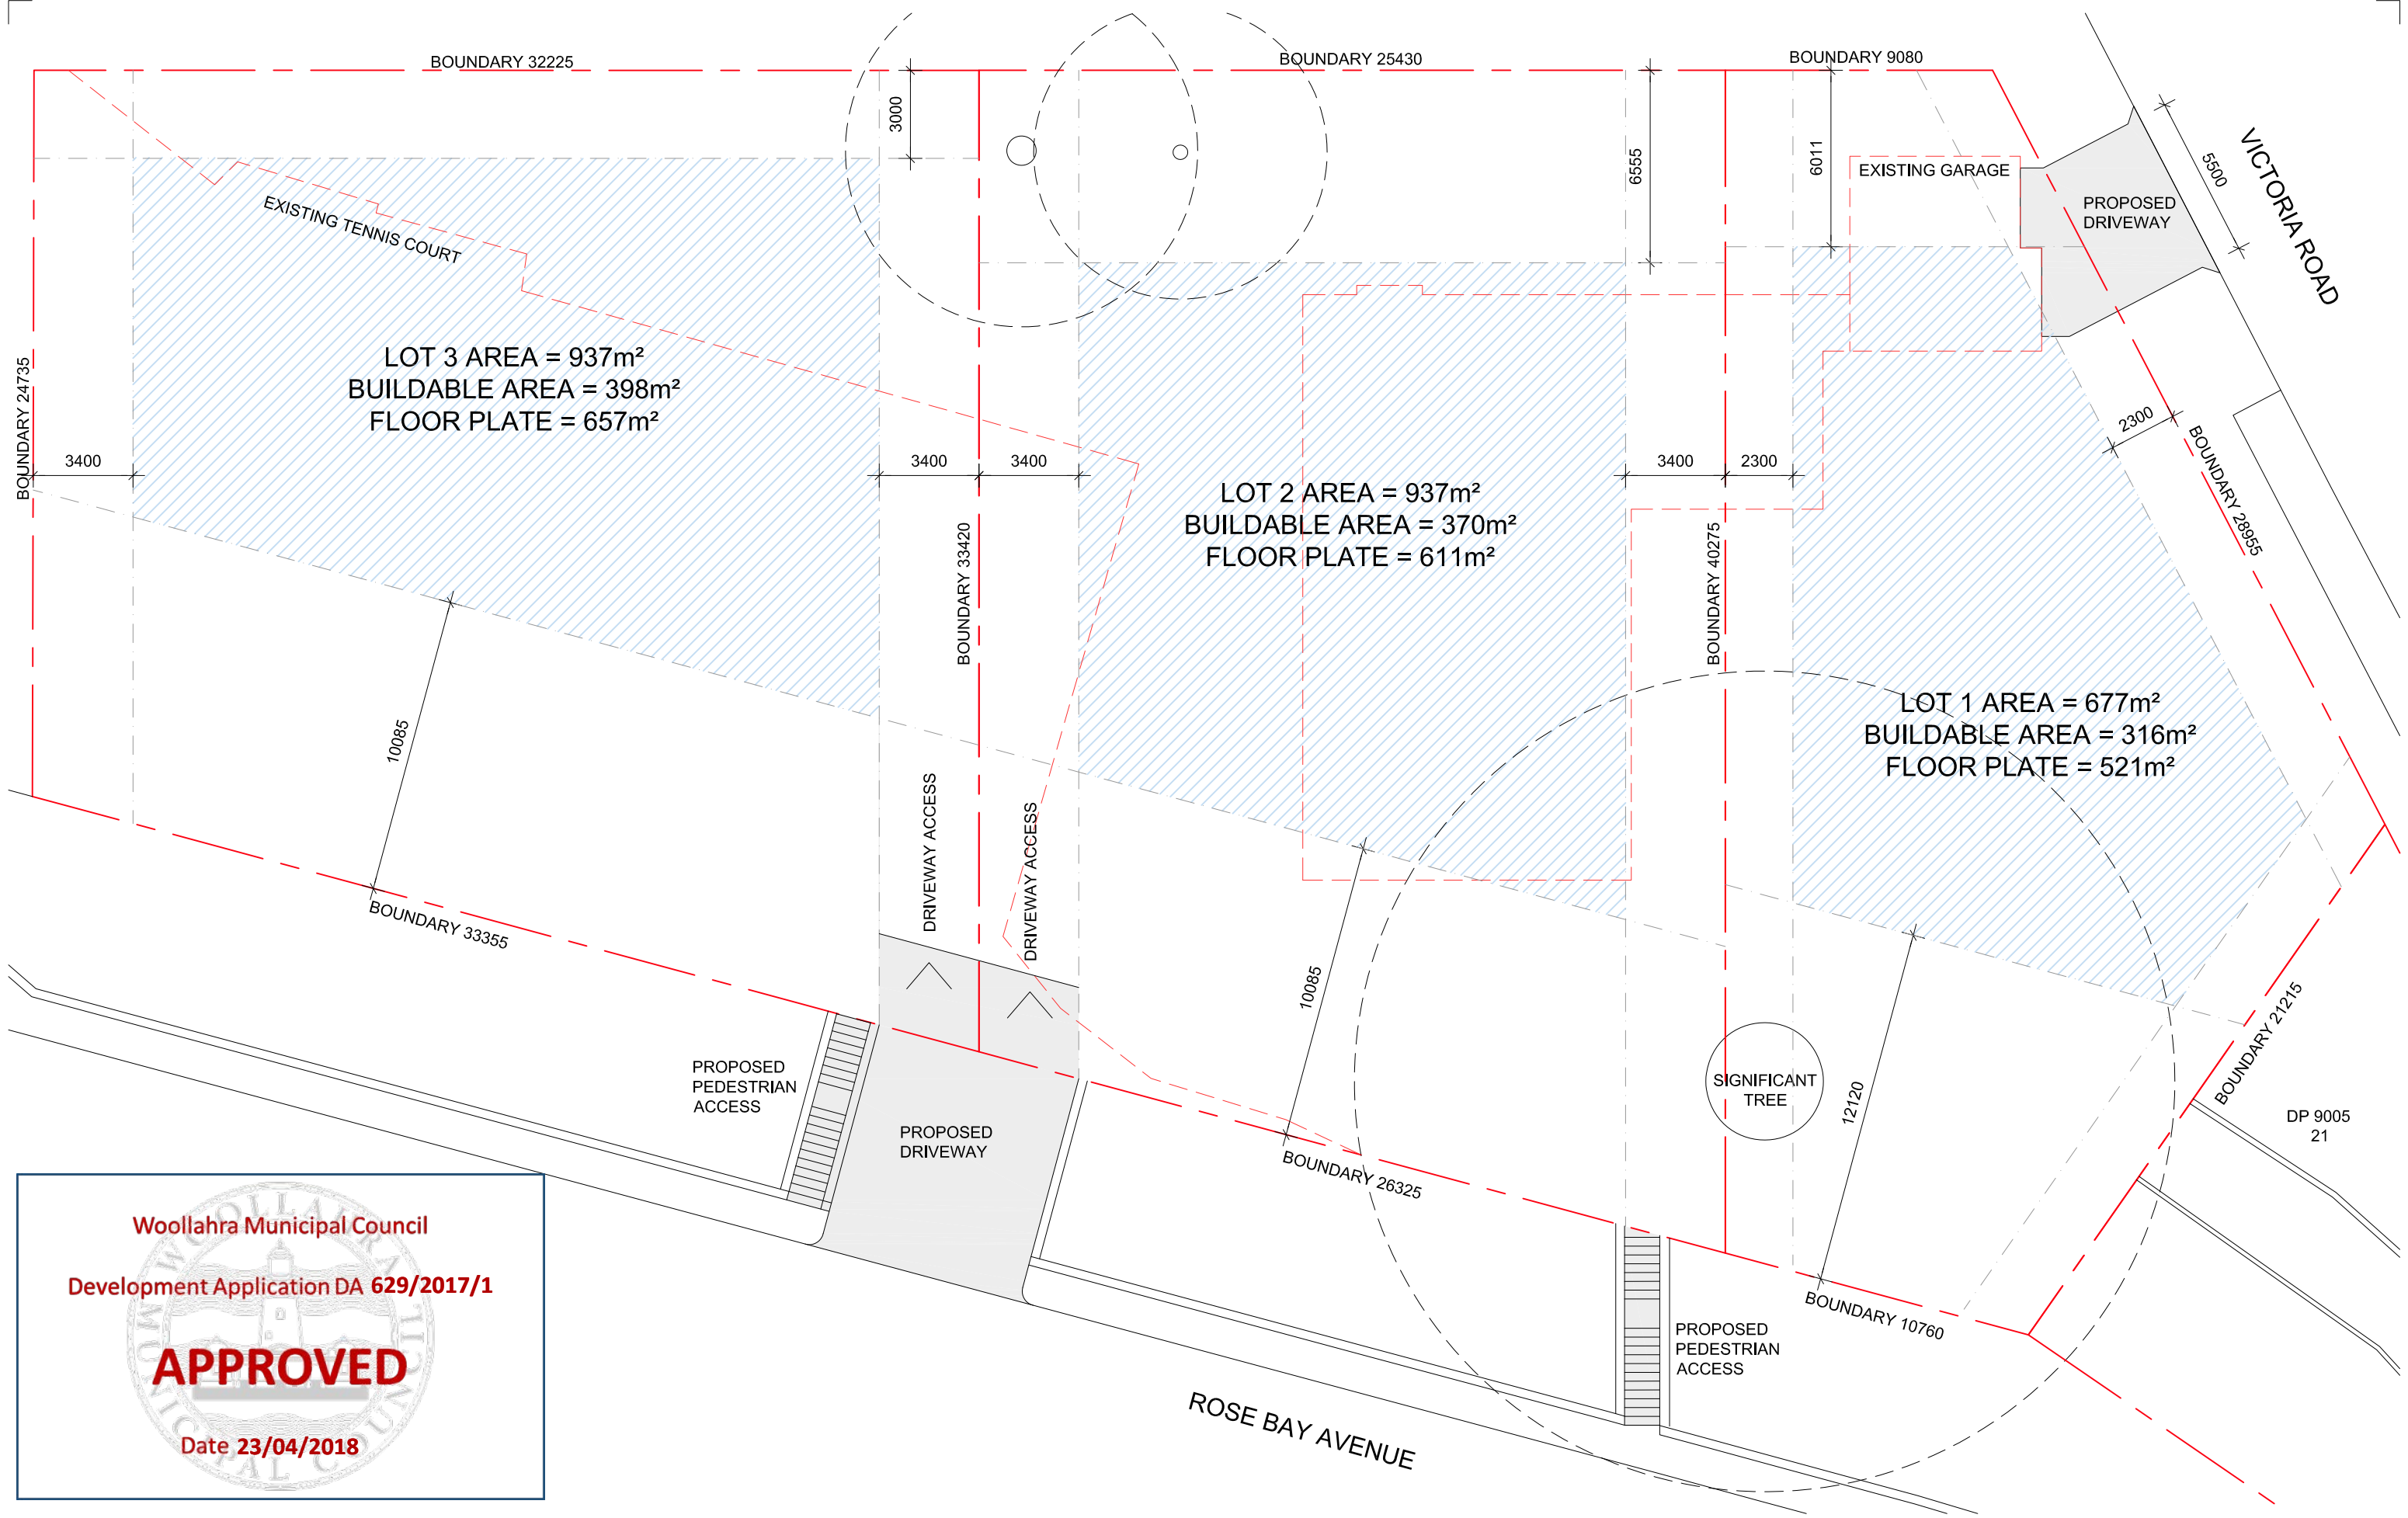 BOUNDARY 32225
BOUNDARY 25430
BOUNDARY 9080
3000
6555
6011
EXISTING GARAGE
5500
VICTORIA ROAD
PROPOSED
DRIVEWAY
EXISTING TENNIS COURT
BOUNDARY 24735
LOT 3 AREA = 937m²
BUILDABLE AREA = 398m²
FLOOR PLATE = 657m²
3400
3400
3400
3400
2300
2300
LOT 2 AREA = 937m²
BUILDABLE AREA = 370m²
FLOOR PLATE = 611m²
BOUNDARY 33420
BOUNDARY 40275
BOUNDARY 28955
LOT 1 AREA = 677m²
BUILDABLE AREA = 316m²
FLOOR PLATE = 521m²
10085
DRIVEWAY ACCESS
DRIVEWAY ACCESS
BOUNDARY 33355
10085
12120
BOUNDARY 21215
PROPOSED
PEDESTRIAN
ACCESS
PROPOSED
DRIVEWAY
SIGNIFICANT
TREE
DP 9005
21
BOUNDARY 26325
BOUNDARY 10760
PROPOSED
PEDESTRIAN
ACCESS
ROSE BAY AVENUE
WOOLLAHRA MUNICIPAL COUNCIL
Woollahra Municipal Council
Development Application DA 629/2017/1
APPROVED
Date 23/04/2018